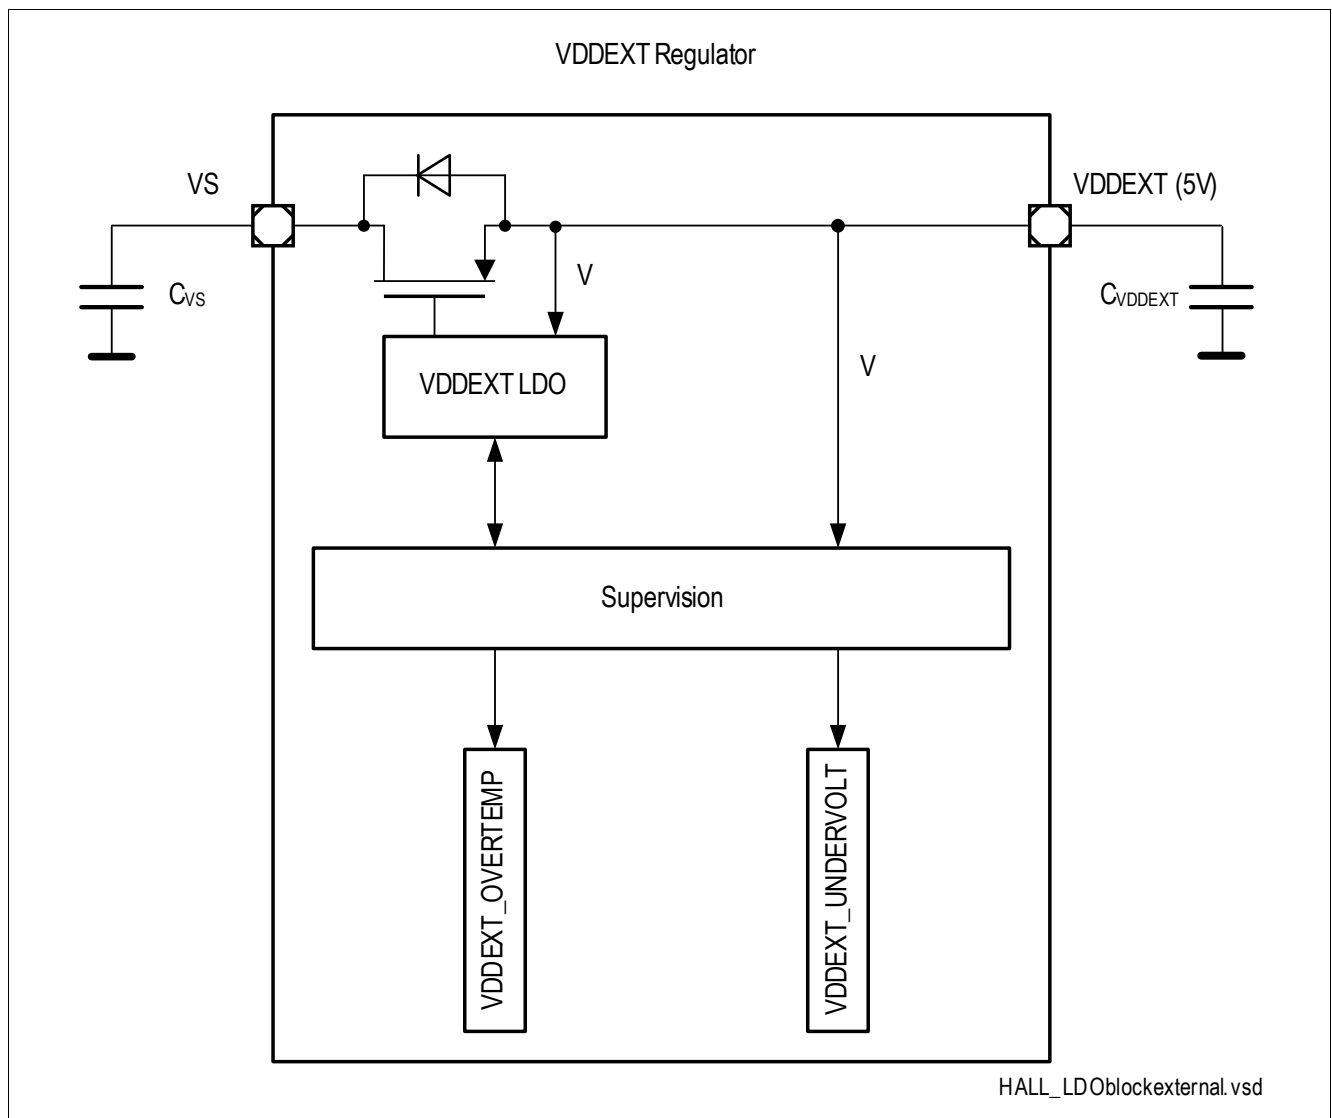 VDDEXT Regulator
VS
VDDEXT (5V)
V
CVS
CVDDEXT
VDDEXT LDO
V
Supervision
VDDEXT_OVERTEMP
VDDEXT_UNDERVOLT
HALL_LDOblockexternal.vsd